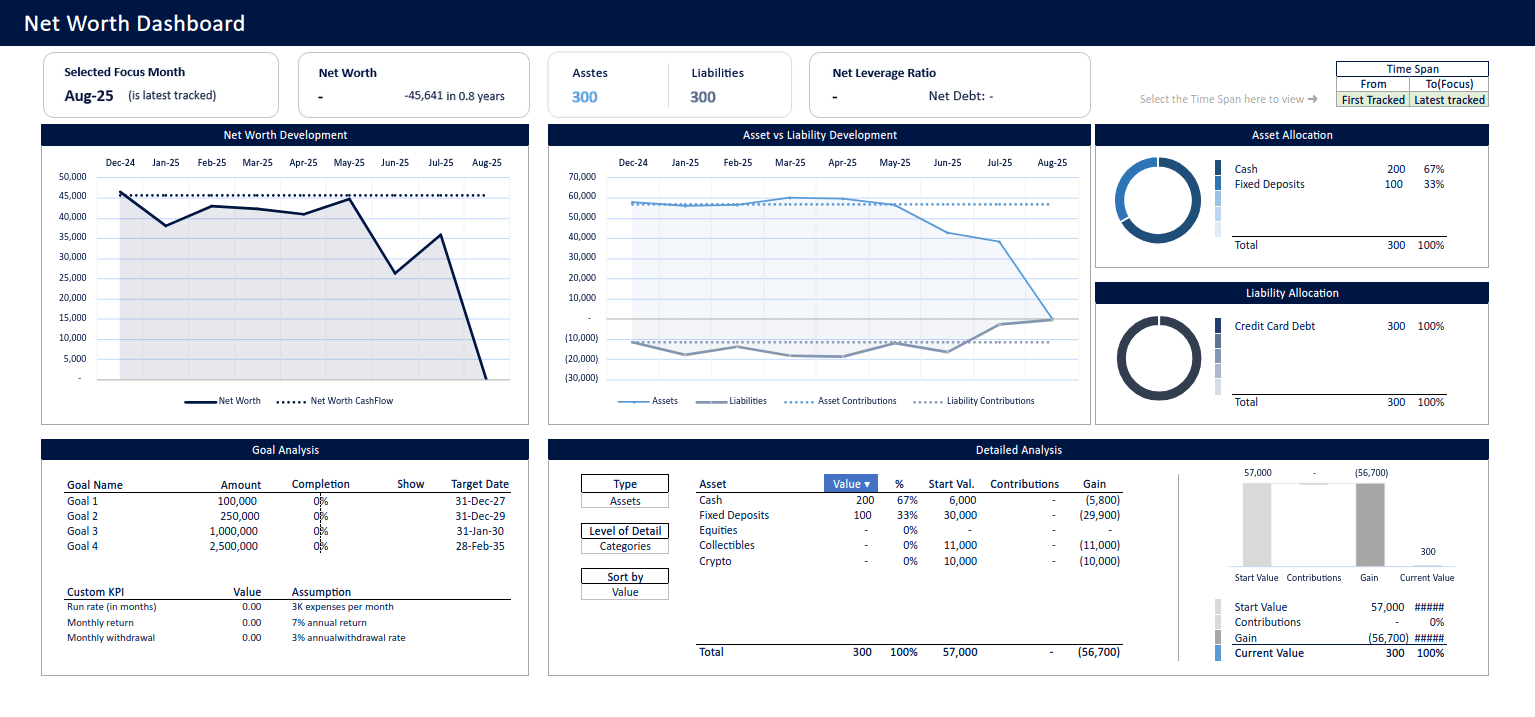 Net Worth Dashboard
Selected Focus Month
Aug-25 (is latest tracked)
Net Worth
- -45,641 in 0.8 years
Asstes Liabilities
300 300
Net Leverage Ratio
- Net Debt: -
Select the Time Span here to view ➔
Time Span
From To(Focus)
First Tracked Latest tracked
Net Worth Development
Dec-24 Jan-25 Feb-25 Mar-25 Apr-25 May-25 Jun-25 Jul-25 Aug-25
50,000
45,000
40,000
35,000
30,000
25,000
20,000
15,000
10,000
5,000
-
Net Worth Net Worth CashFlow
Asset vs Liability Development
Dec-24 Jan-25 Feb-25 Mar-25 Apr-25 May-25 Jun-25 Jul-25 Aug-25
70,000
60,000
50,000
40,000
30,000
20,000
10,000
-
(10,000)
(20,000)
(30,000)
Assets Liabilities Asset Contributions Liability Contributions
Asset Allocation
Cash 200 67%
Fixed Deposits 100 33%
Total 300 100%
Liability Allocation
Credit Card Debt 300 100%
Total 300 100%
Goal Analysis
Goal Name Amount Completion Show Target Date
Goal 1 100,000 0% 31-Dec-27
Goal 2 250,000 0% 31-Dec-29
Goal 3 1,000,000 0% 31-Jan-30
Goal 4 2,500,000 0% 28-Feb-35
Custom KPI Value Assumption
Run rate (in months) 0.00 3K expenses per month
Monthly return 0.00 7% annual return
Monthly withdrawal 0.00 3% annualwithdrawal rate
Detailed Analysis
Type
Assets
Level of Detail
Categories
Sort by
Value
Asset Value ▾ % Start Val. Contributions Gain
Cash 200 67% 6,000 - (5,800)
Fixed Deposits 100 33% 30,000 - (29,900)
Equities - 0% - - -
Collectibles - 0% 11,000 - (11,000)
Crypto - 0% 10,000 - (10,000)
Total 300 100% 57,000 - (56,700)
57,000 - (56,700)
300
Start Value Contributions Gain Current Value
Start Value 57,000 #####
Contributions - 0%
Gain (56,700) #####
Current Value 300 100%